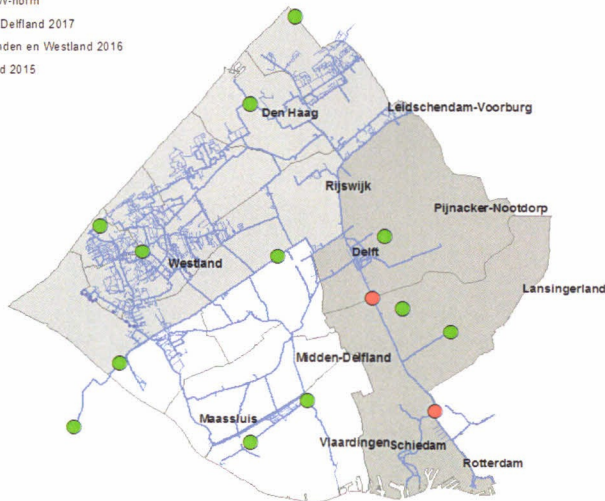 norm
Delfland 2017
en Westland 2016
2015
Den Haag
Leidschendam-Voorburg
Rijswijk
Pijnacker-Nootdorp
Westland
Delft
Lansingerland
Midden-Delfland
Maassluis
Vlaardingen
Schiedam
Rotterdam